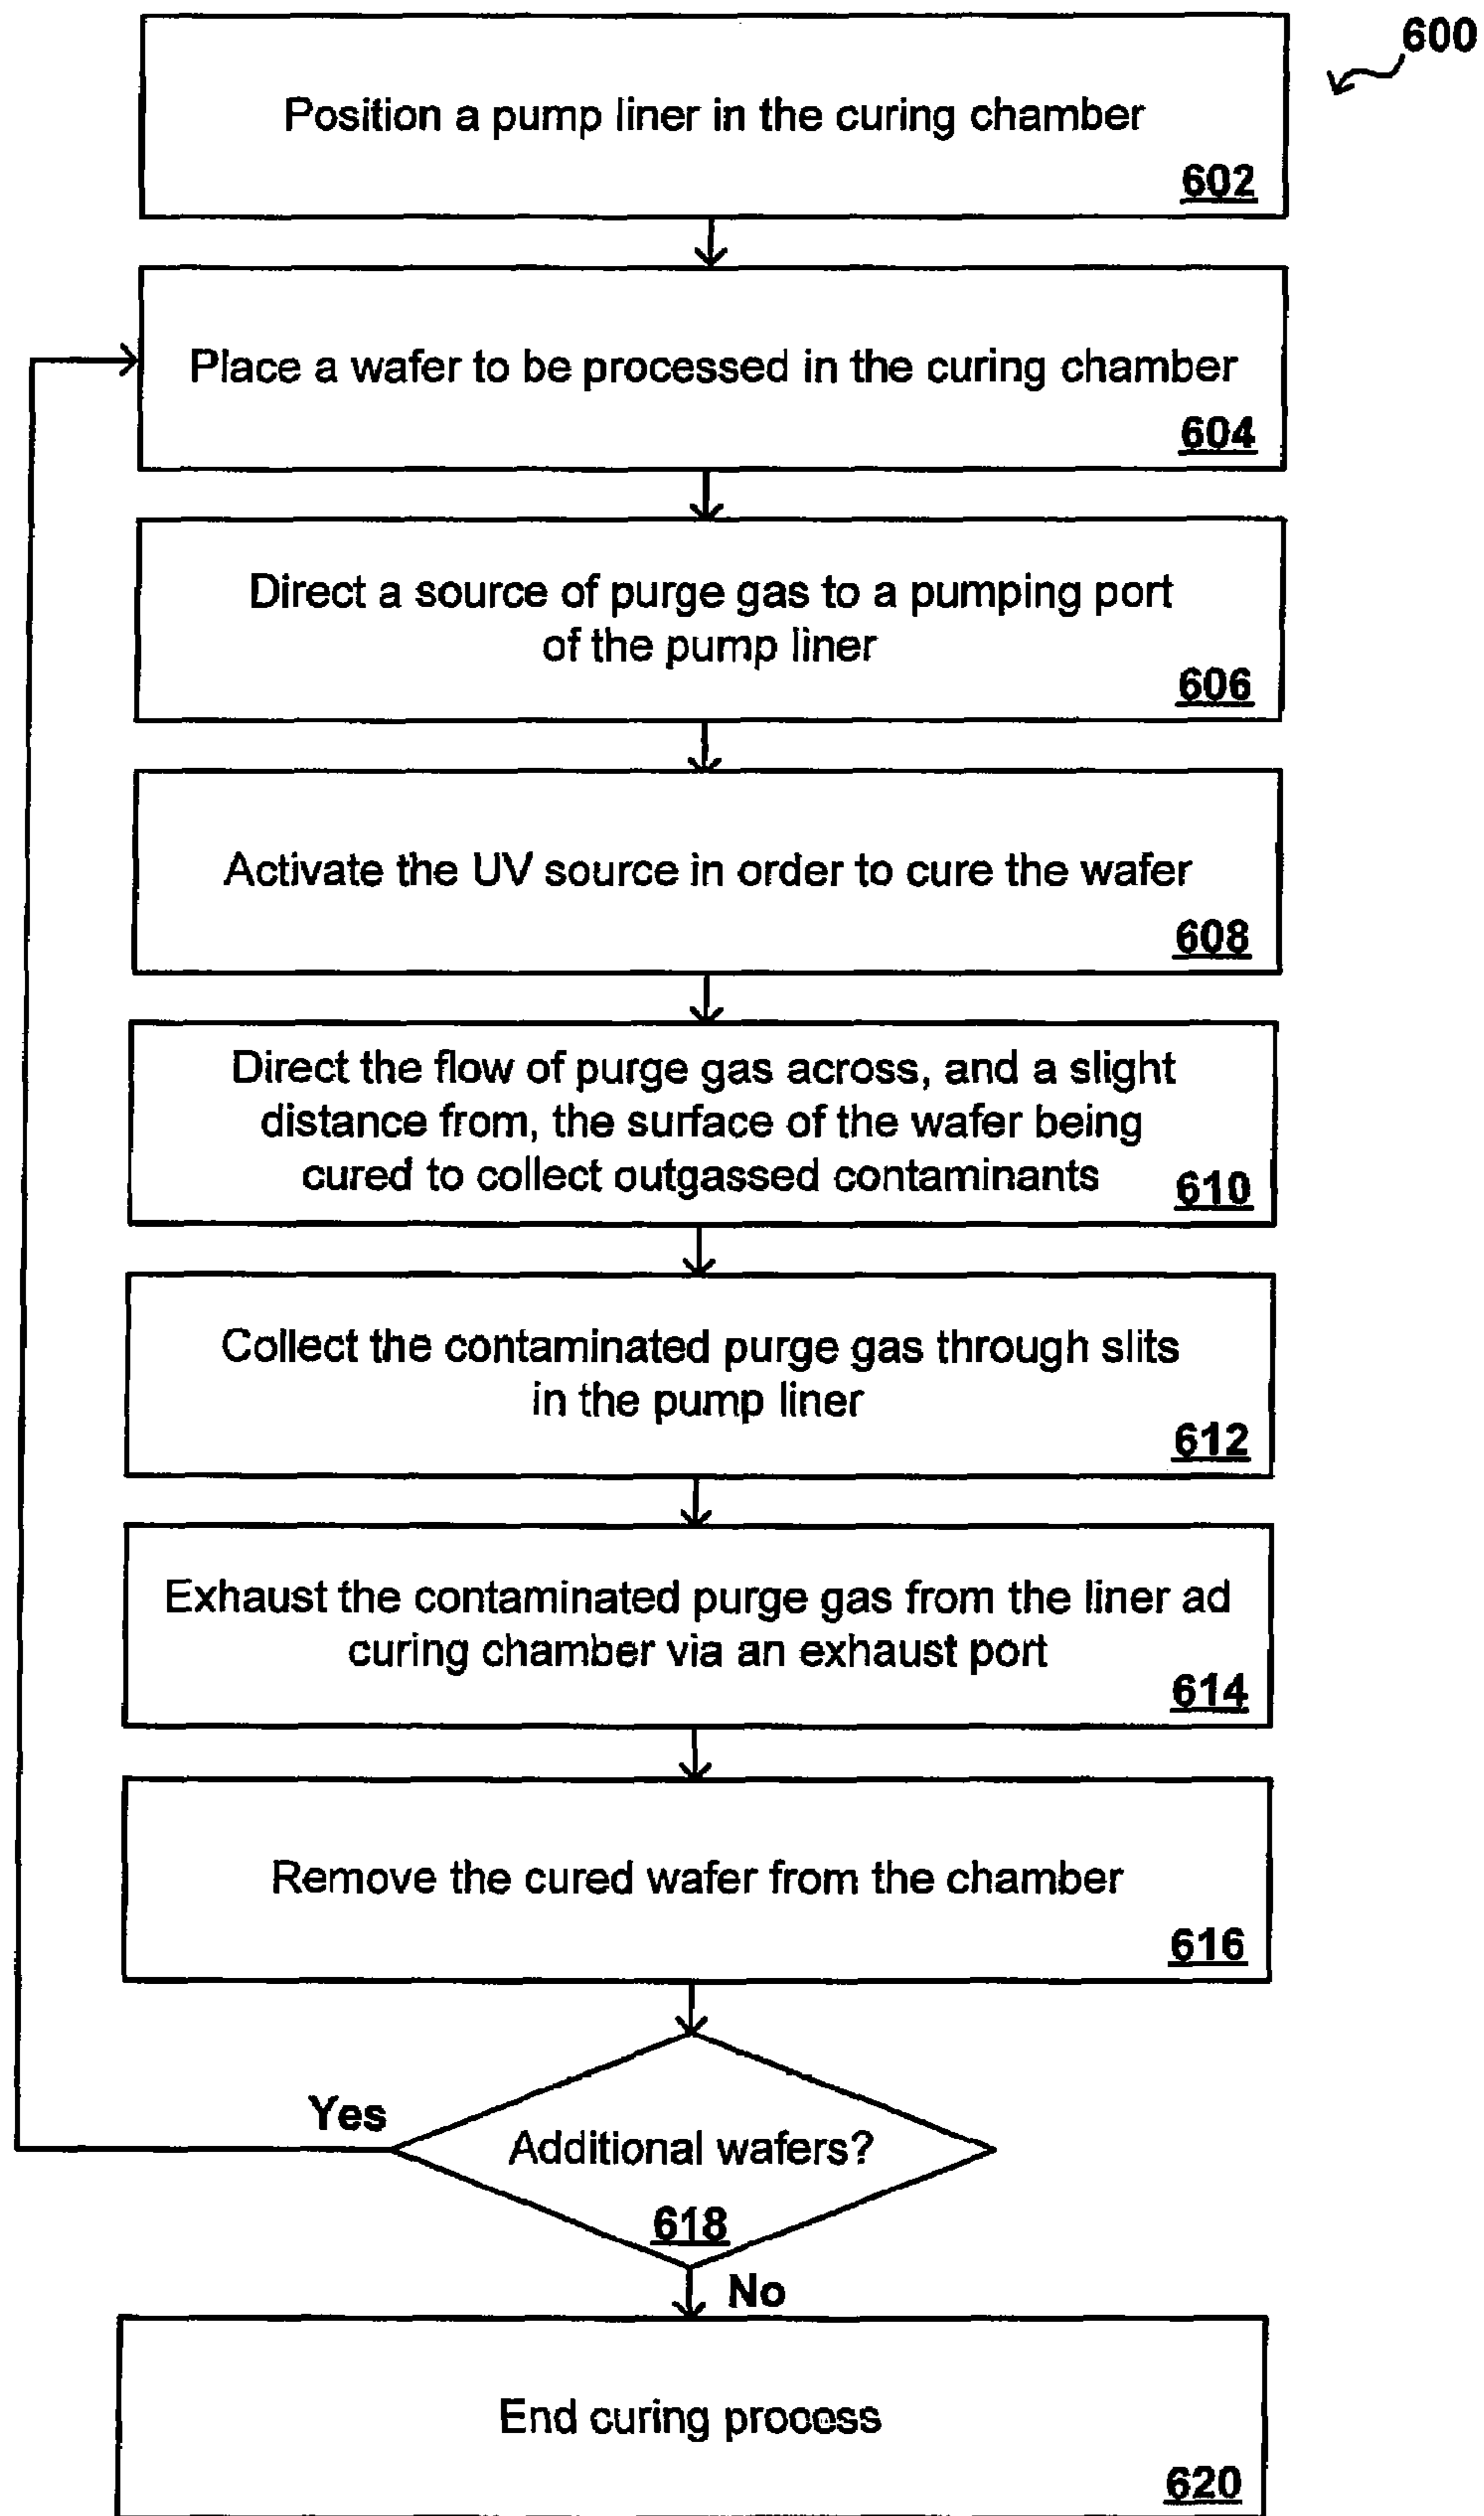 600
Position a pump liner in the curing chamber
602
Place a wafer to be processed in the curing chamber
604
Direct a source of purge gas to a pumping port
of the pump liner
606
Activate the UV source in order to cure the wafer
608
Direct the flow of purge gas across, and a slight
distance from, the surface of the wafer being
cured to collect outgassed contaminants
610
Collect the contaminated purge gas through slits
in the pump liner
612
Exhaust the contaminated purge gas from the liner ad
curing chamber via an exhaust port
614
Remove the cured wafer from the chamber
616
Yes
Additional wafers?
618
No
End curing process
620